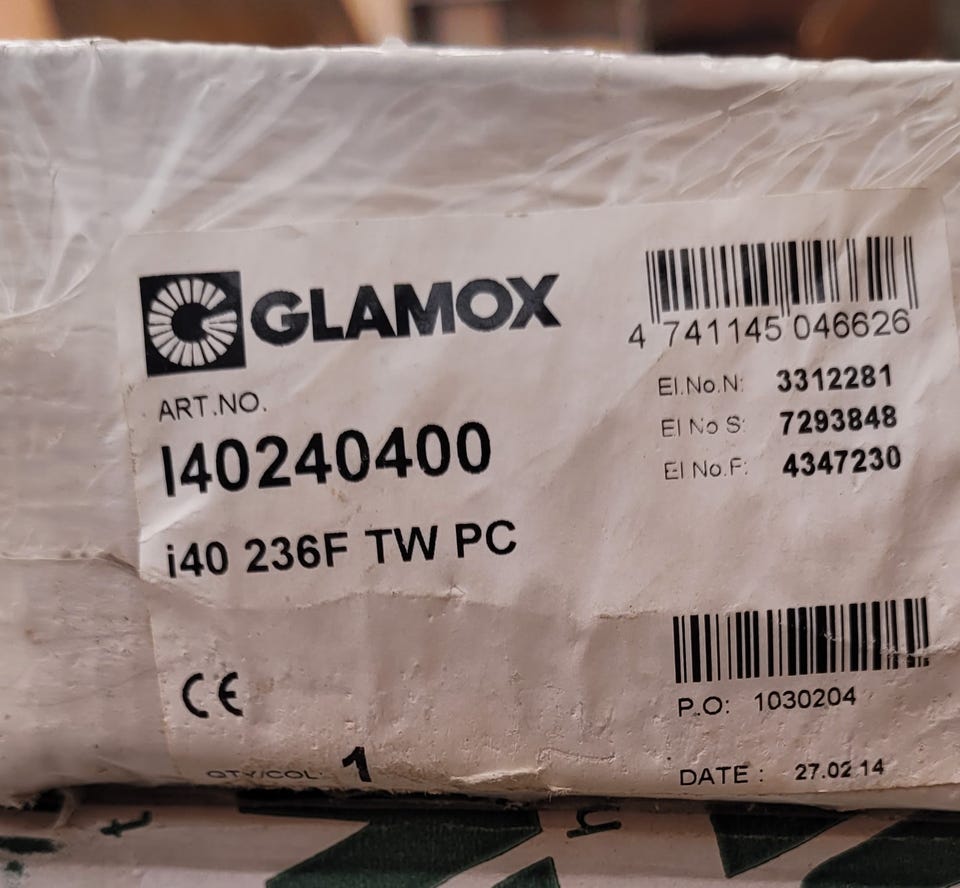 GLAMOX
4 741145 046626
ART.NO.
I40240400
i40 236F TW PC
El.No.N: 3312281
El No S: 7293848
El No.F: 4347230
CE
P.O: 1030204
QTY/COL: 1
DATE : 27.02 14
t
h